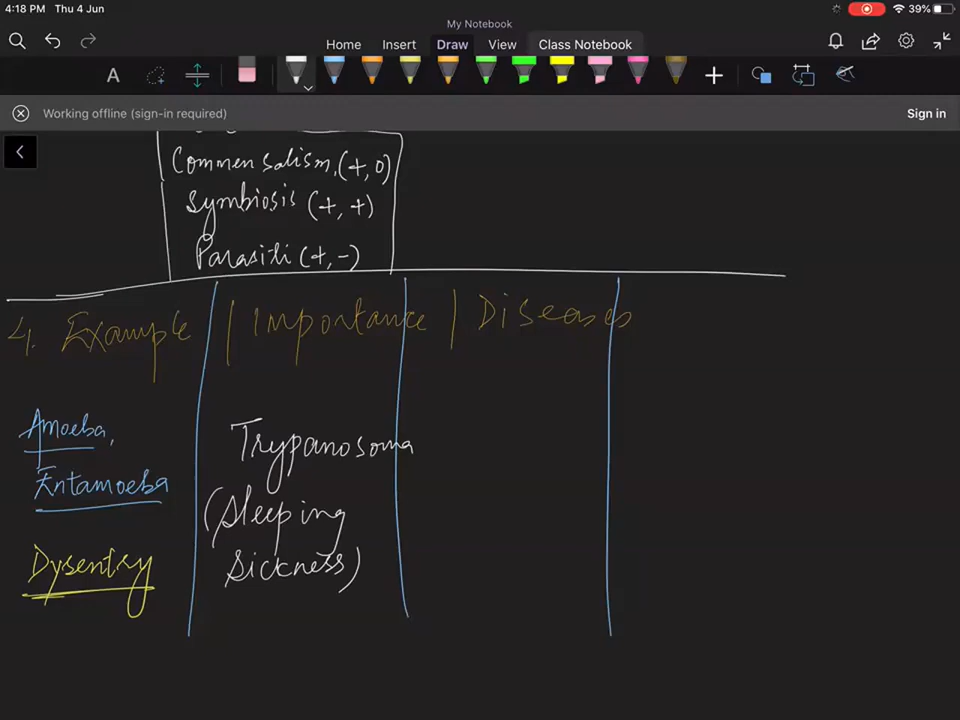 4:18 PM Thu 4 Jun
39%
My Notebook
Home Insert Draw View Class Notebook
A
Working offline (sign-in required) Sign in
Commensalism, (+, 0)
Symbiosis (+, +)
Parasiti (+, -)
4. Example | Importance | Diseases
Amoeba,
Entamoeba
Dysentry
Trypanosoma
(Sleeping
Sickness)